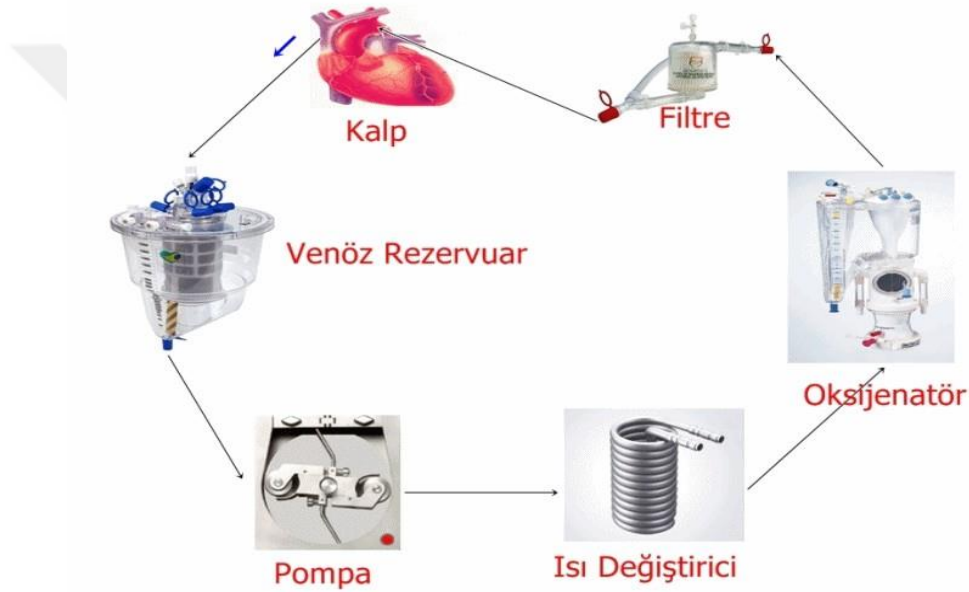 Kalp
Filtre
Venöz Rezervuar
Oksijenatör
Pompa
Isı Değiştirici